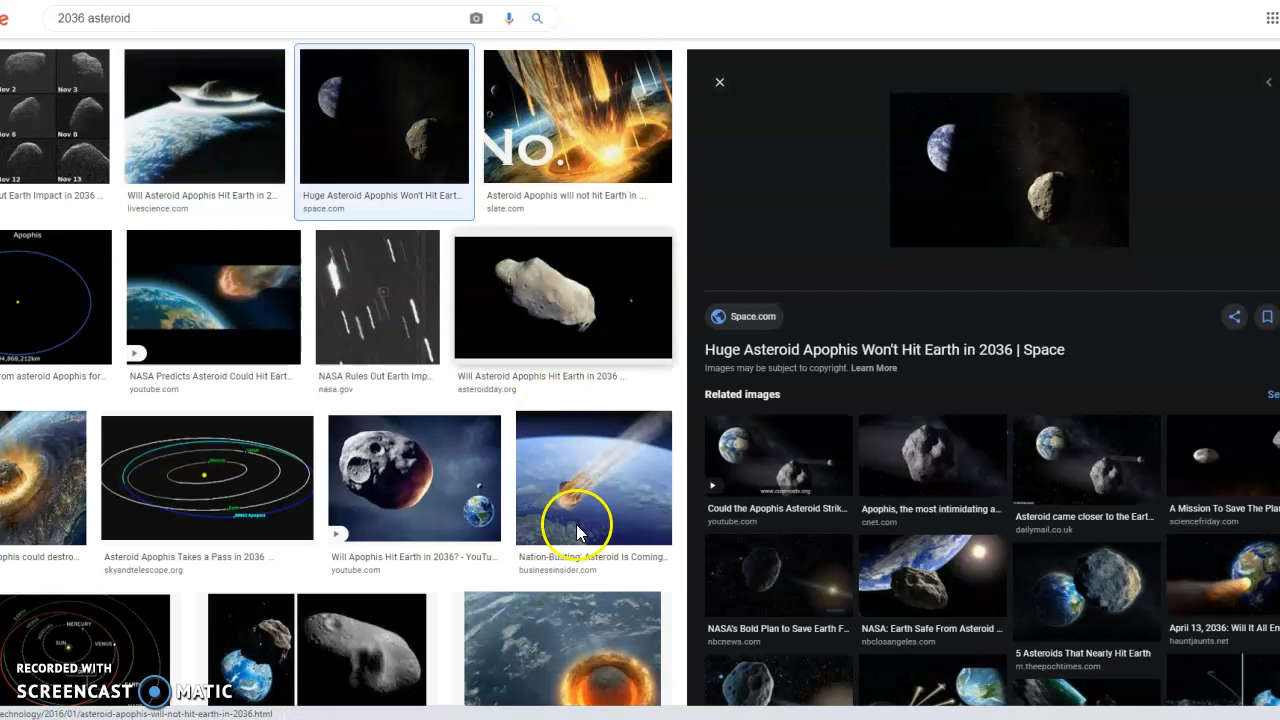 e
2036 asteroid
Nov 2
Nov 3
Nov 8
Nov 12
Nov 13
No.
ut Earth Impact in 2036 ...
Will Asteroid Apophis Hit Earth in 2...
livescience.com
Huge Asteroid Apophis Won't Hit Eart...
space.com
Asteroid Apophis will not hit Earth in ...
slate.com
Apophis
94,868,212km
rom asteroid Apophis for...
NASA Predicts Asteroid Could Hit Eart...
youtube.com
NASA Rules Out Earth Imp...
nasa.gov
Will Asteroid Apophis Hit Earth in 2036 ...
asteroidday.org
phis could destro...
Asteroid Apophis Takes a Pass in 2036 ...
skyandtelescope.org
Will Apophis Hit Earth in 2036? - YouTu...
youtube.com
Nation-Busting' Asteroid Is Coming...
businessinsider.com
MERCURY
SUN
VENUS
RECORDED WITH
SCREENCAST MATIC
echnology/2016/01/asteroid-apophis-will-not-hit-earth-in-2036.html
Space.com
Huge Asteroid Apophis Won't Hit Earth in 2036 | Space
Images may be subject to copyright. Learn More
Related images
Se
Could the Apophis Asteroid Strik...
youtube.com
Apophis, the most intimidating a...
cnet.com
Asteroid came closer to the Eart...
dailymail.co.uk
A Mission To Save The Plan
sciencefriday.com
NASA's Bold Plan to Save Earth F...
nbcnews.com
NASA: Earth Safe From Asteroid ...
nbclosangeles.com
5 Asteroids That Nearly Hit Earth
m.theepochtimes.com
April 13, 2036: Will It All En
hauntjaunts.net